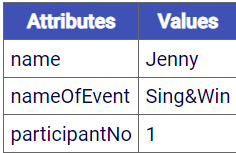 Attributes Values
name Jenny
nameOfEvent Sing&Win
participantNo 1